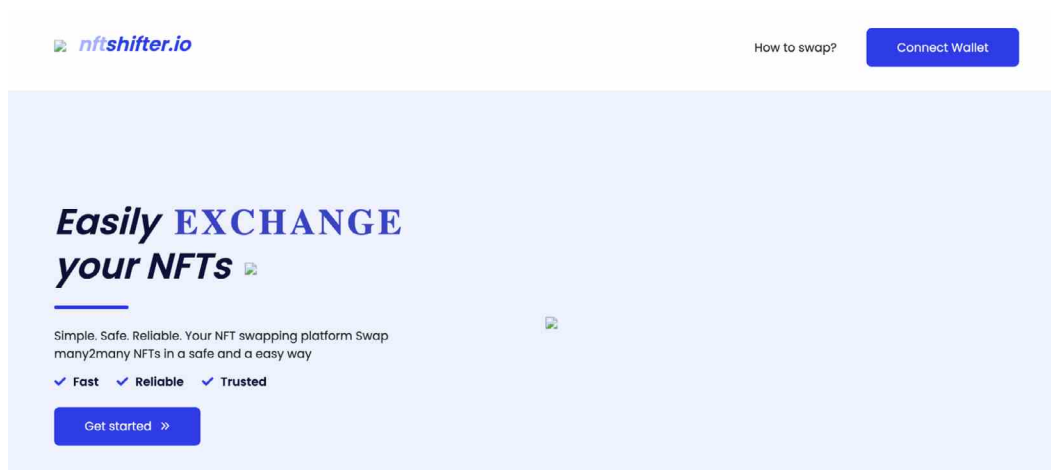 nftshifter.io
How to swap?
Connect Wallet
Easily EXCHANGE
your NFTs
Simple. Safe. Reliable. Your NFT swapping platform Swap
many2many NFTs in a safe and a easy way
Fast Reliable Trusted
Get started »